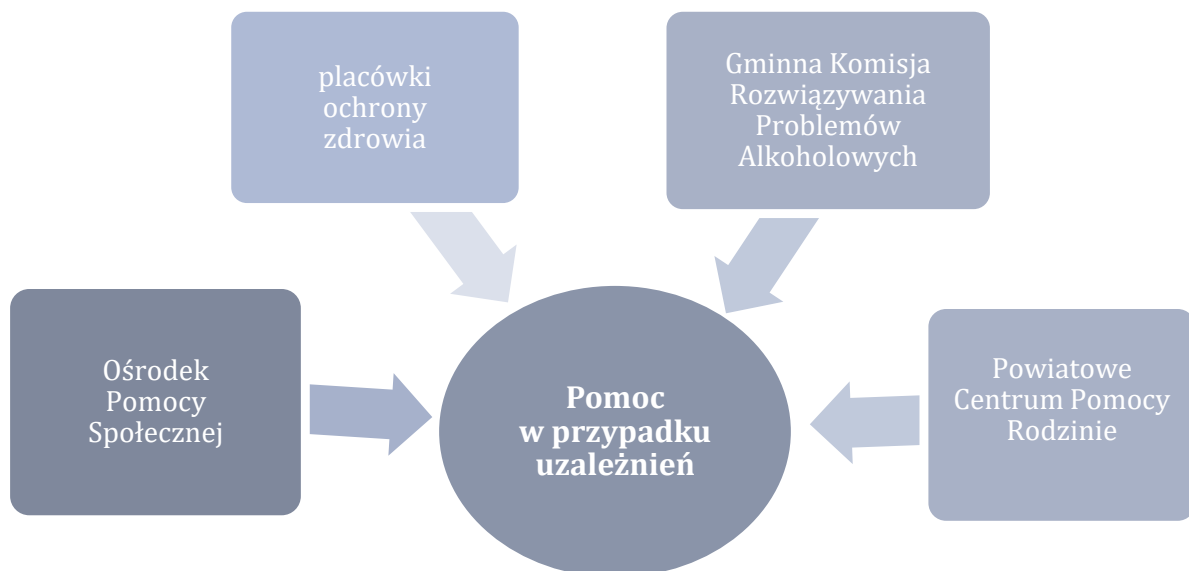 placówki
ochrony
zdrowia
Gminna Komisja
Rozwiązywania
Problemów
Alkoholowych
Ośrodek
Pomocy
Społecznej
Pomoc
w przypadku
uzależnień
Powiatowe
Centrum Pomocy
Rodzinie